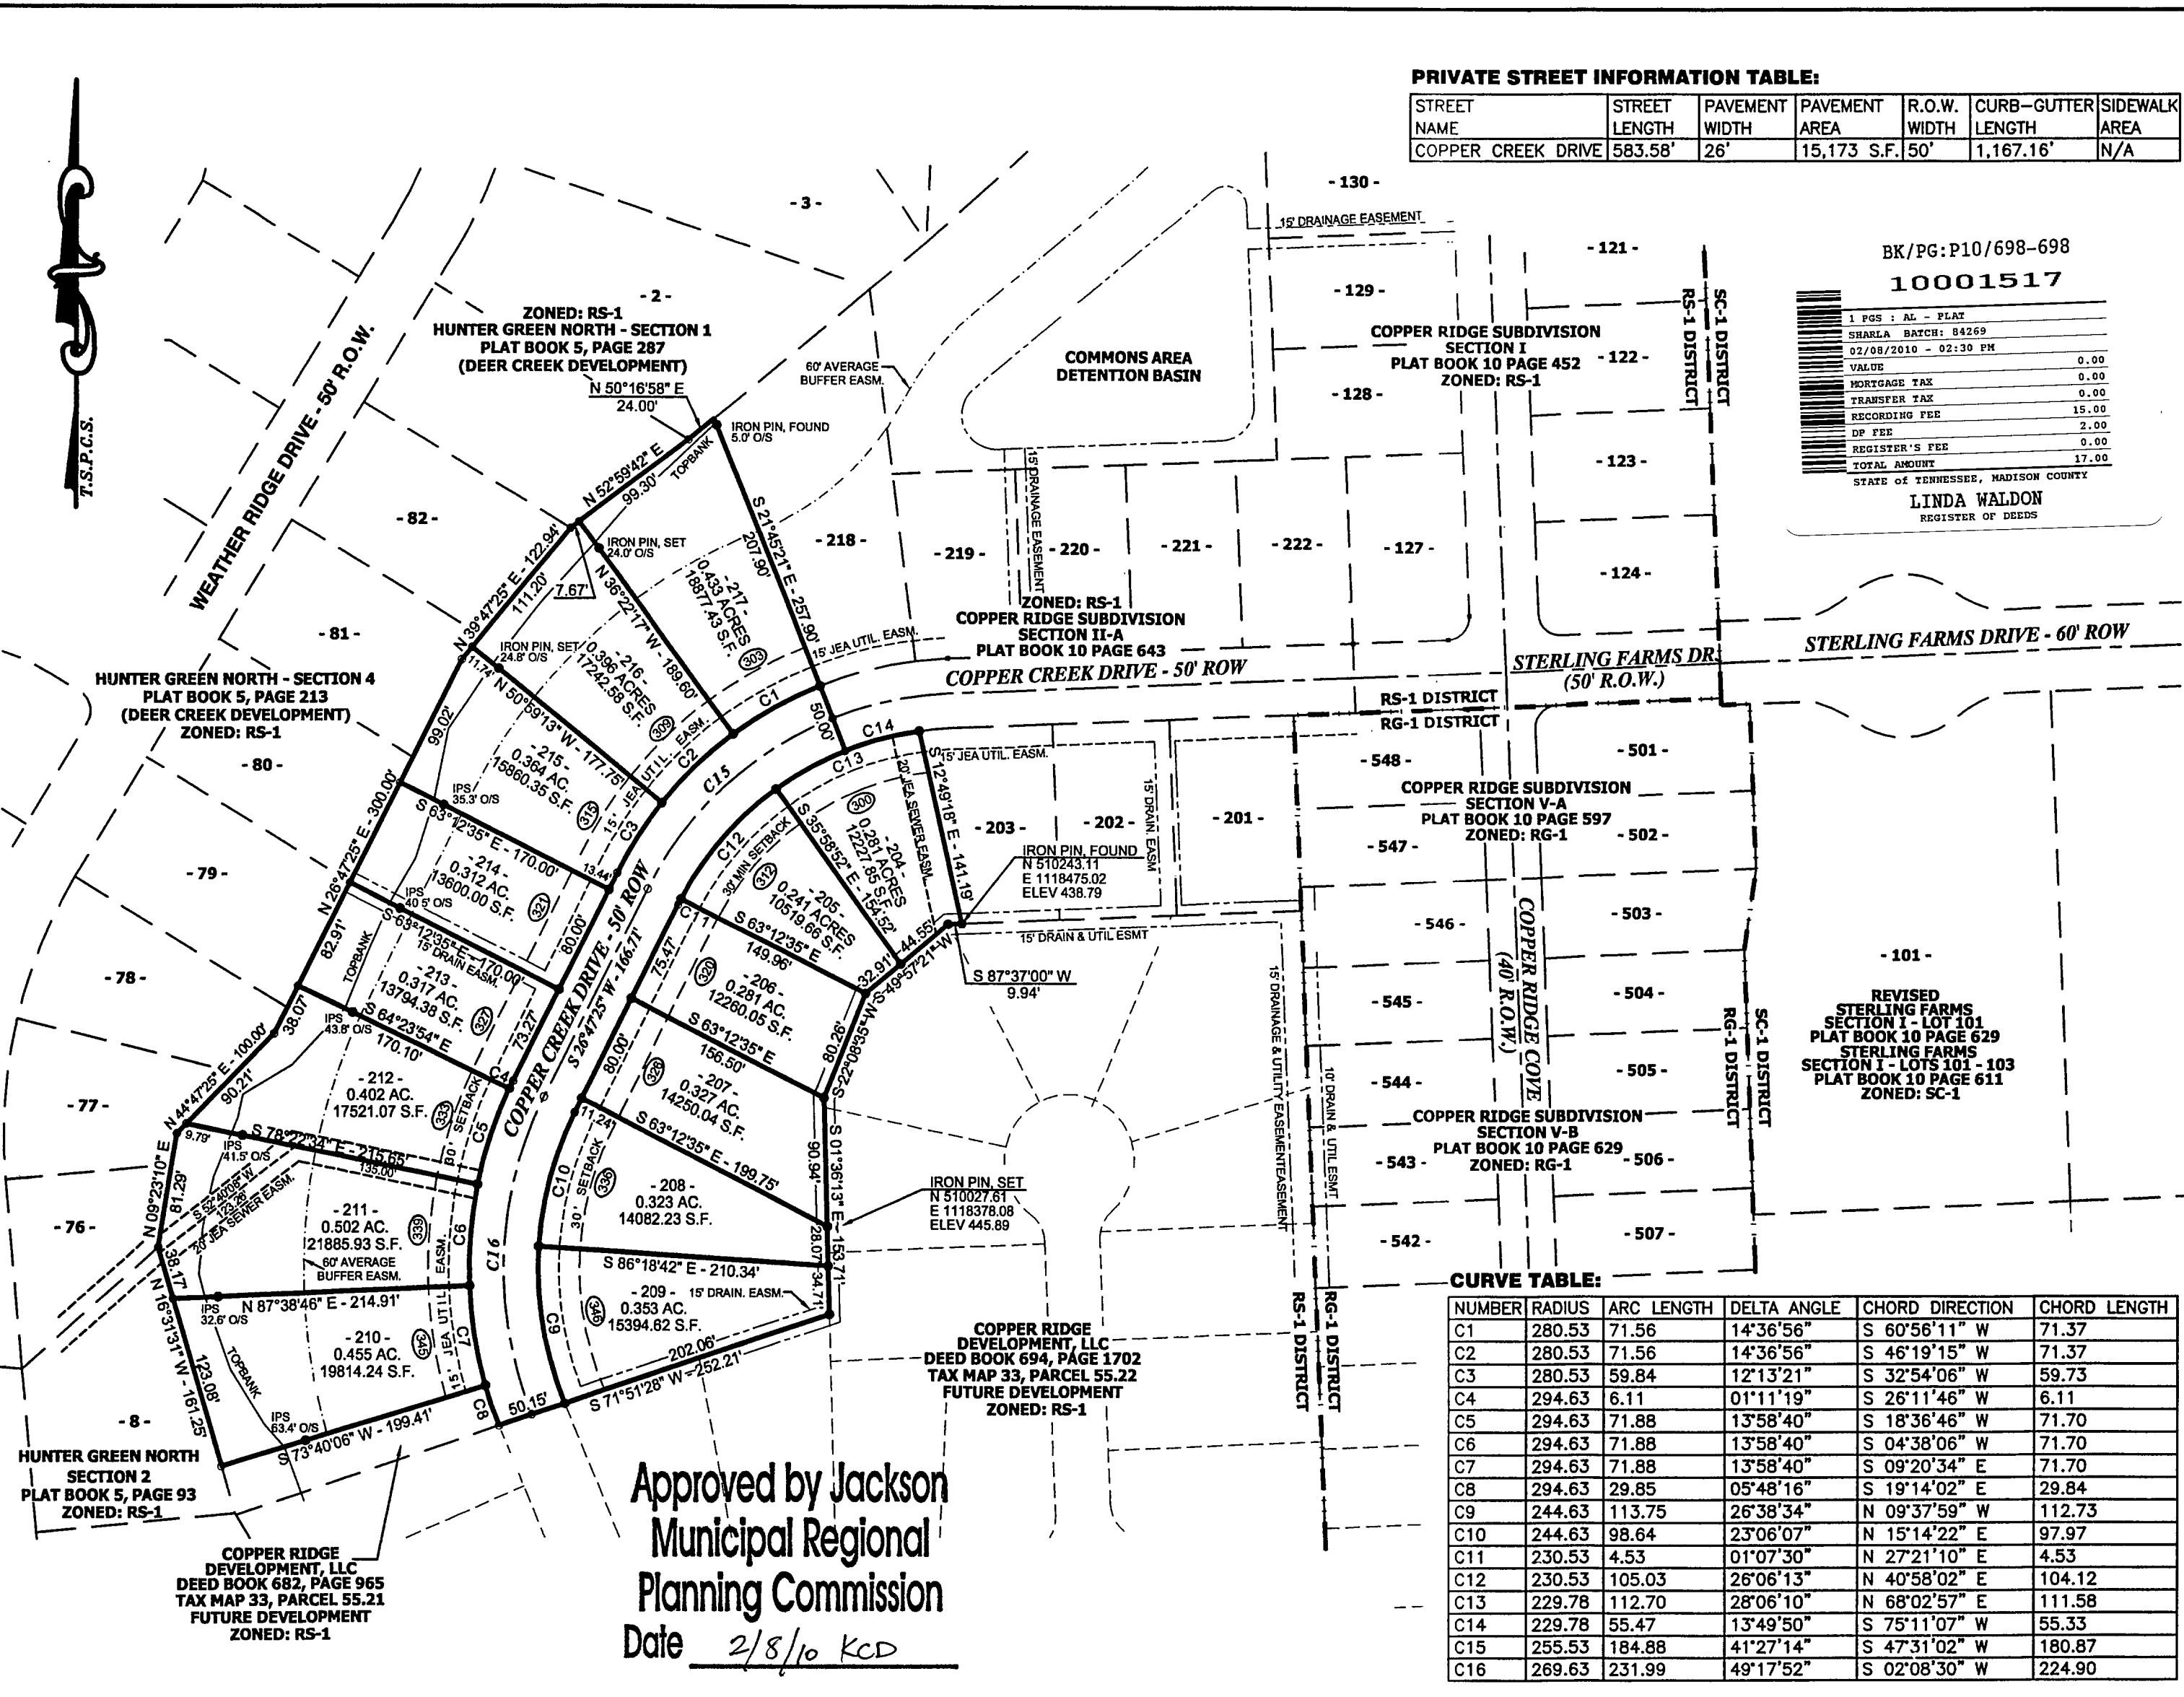 PRIVATE STREET INFORMATION TABLE:
STREET NAME STREET LENGTH PAVEMENT WIDTH PAVEMENT AREA R.O.W. WIDTH CURB-GUTTER LENGTH SIDEWALK AREA
COPPER CREEK DRIVE 583.58' 26' 15,173 S.F. 50' 1,167.16' N/A
BK/PG:P10/698-698
10001517
1 PGS : AL - PLAT
SHARLA BATCH: 84269
02/08/2010 - 02:30 PM
VALUE 0.00
MORTGAGE TAX 0.00
TRANSFER TAX 0.00
RECORDING FEE 15.00
DP FEE 2.00
REGISTER'S FEE 0.00
TOTAL AMOUNT 17.00
STATE of TENNESSEE, MADISON COUNTY
LINDA WALDON
REGISTER OF DEEDS
T.S.P.C.S.
WEATHER RIDGE DRIVE - 50' R.O.W.
- 3 -
- 130 -
15' DRAINAGE EASEMENT
- 121 -
- 2 -
ZONED: RS-1
HUNTER GREEN NORTH - SECTION 1
PLAT BOOK 5, PAGE 287
(DEER CREEK DEVELOPMENT)
N 50°16'58" E
24.00'
60' AVERAGE
BUFFER EASM.
COMMONS AREA
DETENTION BASIN
- 129 -
COPPER RIDGE SUBDIVISION
SECTION I
PLAT BOOK 10 PAGE 452
ZONED: RS-1
- 122 -
- 128 -
RS-1 DISTRICT
SC-1 DISTRICT
IRON PIN, FOUND
5.0' O/S
N 52°59'42" E
99.30'
TOPBANK
S 21°45'21" E - 257.90'
207.90'
- 123 -
- 82 -
N 39°47'25" E - 122.94'
111.20'
7.67'
IRON PIN, SET
24.0' O/S
N 36°22'17" W - 189.60'
- 217 -
0.433 ACRES
18877.43 S.F.
303
- 218 -
- 219 -
15' DRAINAGE EASEMENT
- 220 -
- 221 -
- 222 -
- 127 -
- 124 -
ZONED: RS-1
COPPER RIDGE SUBDIVISION
SECTION II-A
PLAT BOOK 10 PAGE 643
COPPER CREEK DRIVE - 50' ROW
STERLING FARMS DR.
(50' R.O.W.)
STERLING FARMS DRIVE - 60' ROW
RS-1 DISTRICT
RG-1 DISTRICT
- 81 -
HUNTER GREEN NORTH - SECTION 4
PLAT BOOK 5, PAGE 213
(DEER CREEK DEVELOPMENT)
ZONED: RS-1
- 80 -
11.74'
IRON PIN, SET
24.8' O/S
N 50°59'13" W - 177.75'
- 216 -
0.396 ACRES
17242.58 S.F.
309
15' JEA UTIL. EASM.
C1
50.00'
C14
C2
C15
15' JEA UTIL. EASM.
99.02'
N 26°47'25" E - 300.00'
- 215 -
0.364 AC.
15860.35 S.F.
315
C3
IPS
35.3' O/S
S 63°12'35" E - 170.00'
13.44'
- 214 -
0.312 AC.
13600.00 S.F.
321
80.00'
- 79 -
IPS
40.5' O/S
S 63°12'35" E - 170.00'
15' DRAIN EASM.
82.91'
TOPBANK
- 213 -
0.317 AC.
13794.38 S.F.
327
73.27'
- 78 -
IPS
43.8' O/S
S 64°23'54" E
170.10'
C4
38.07'
N 44°47'25" E - 100.00'
90.21'
- 212 -
0.402 AC.
17521.07 S.F.
333
30' SETBACK
C5
- 77 -
9.79'
IPS
41.5' O/S
S 78°22'34" E - 215.65'
135.00'
S 52°40'08" W
123.26'
20' JEA SEWER EASM.
N 09°23'10" E
81.29'
- 211 -
0.502 AC.
21885.93 S.F.
339
60' AVERAGE
BUFFER EASM.
C6
- 76 -
38.17'
N 16°31'31" W - 161.25'
123.08'
IPS
32.6' O/S
N 87°38'46" E - 214.91'
- 210 -
0.455 AC.
19814.24 S.F.
345
15' JEA UTIL. EASM.
C7
TOPBANK
IPS
63.4' O/S
S 73°40'06" W - 199.41'
C8
- 8 -
HUNTER GREEN NORTH
SECTION 2
PLAT BOOK 5, PAGE 93
ZONED: RS-1
COPPER RIDGE
DEVELOPMENT, LLC
DEED BOOK 682, PAGE 965
TAX MAP 33, PARCEL 55.21
FUTURE DEVELOPMENT
ZONED: RS-1
COPPER CREEK DRIVE - 50' ROW
S 26°47'25" W - 166.71'
C16
C13
C12
30' MIN SETBACK
S 35°58'52" E - 154.52'
300
- 204 -
0.281 ACRES
12227.85 S.F.
20' JEA SEWER EASM.
S 12°49'18" E - 141.19'
15' JEA UTIL. EASM.
- 203 -
- 202 -
15' DRAIN. EASM
- 201 -
IRON PIN, FOUND
N 510243.11
E 1118475.02
ELEV 438.79
312
- 205 -
0.241 ACRES
10519.66 S.F.
C11
S 63°12'35" E
149.96'
32.91'
44.55'
S 49°57'21" W
15' DRAIN & UTIL ESMT
S 87°37'00" W
9.94'
75.47'
320
- 206 -
0.281 AC.
12260.05 S.F.
S 63°12'35" E
156.50'
80.26'
S 22°08'35" W
80.00'
328
- 207 -
0.327 AC.
14250.04 S.F.
11.24'
S 63°12'35" E - 199.75'
90.94'
S 01°36'13" E - 153.71'
C10
30' SETBACK
336
- 208 -
0.323 AC.
14082.23 S.F.
IRON PIN, SET
N 510027.61
E 1118378.08
ELEV 445.89
28.07'
S 86°18'42" E - 210.34'
34.71'
C9
346
- 209 -
0.353 AC.
15394.62 S.F.
15' DRAIN. EASM.
202.06'
50.15'
S 71°51'28" W - 252.21'
COPPER RIDGE
DEVELOPMENT, LLC
DEED BOOK 694, PAGE 1702
TAX MAP 33, PARCEL 55.22
FUTURE DEVELOPMENT
ZONED: RS-1
15' DRAINAGE & UTILITY EASEMENTEASEMENT
10' DRAIN & UTIL ESMT
RS-1 DISTRICT
RG-1 DISTRICT
- 548 -
- 501 -
COPPER RIDGE SUBDIVISION
SECTION V-A
PLAT BOOK 10 PAGE 597
ZONED: RG-1
- 502 -
- 547 -
- 546 -
COPPER RIDGE COVE
(40' R.O.W.)
- 503 -
- 545 -
- 504 -
- 544 -
- 505 -
COPPER RIDGE SUBDIVISION
SECTION V-B
PLAT BOOK 10 PAGE 629
ZONED: RG-1
- 543 -
- 506 -
- 542 -
- 507 -
RG-1 DISTRICT
SC-1 DISTRICT
- 101 -
REVISED
STERLING FARMS
SECTION I - LOT 101
PLAT BOOK 10 PAGE 629
STERLING FARMS
SECTION I - LOTS 101 - 103
PLAT BOOK 10 PAGE 611
ZONED: SC-1
Approved by Jackson
Municipal Regional
Planning Commission
Date 2/8/10 KCD
CURVE TABLE:
NUMBER RADIUS ARC LENGTH DELTA ANGLE CHORD DIRECTION CHORD LENGTH
C1 280.53 71.56 14°36'56" S 60°56'11" W 71.37
C2 280.53 71.56 14°36'56" S 46°19'15" W 71.37
C3 280.53 59.84 12°13'21" S 32°54'06" W 59.73
C4 294.63 6.11 01°11'19" S 26°11'46" W 6.11
C5 294.63 71.88 13°58'40" S 18°36'46" W 71.70
C6 294.63 71.88 13°58'40" S 04°38'06" W 71.70
C7 294.63 71.88 13°58'40" S 09°20'34" E 71.70
C8 294.63 29.85 05°48'16" S 19°14'02" E 29.84
C9 244.63 113.75 26°38'34" N 09°37'59" W 112.73
C10 244.63 98.64 23°06'07" N 15°14'22" E 97.97
C11 230.53 4.53 01°07'30" N 27°21'10" E 4.53
C12 230.53 105.03 26°06'13" N 40°58'02" E 104.12
C13 229.78 112.70 28°06'10" N 68°02'57" E 111.58
C14 229.78 55.47 13°49'50" S 75°11'07" W 55.33
C15 255.53 184.88 41°27'14" S 47°31'02" W 180.87
C16 269.63 231.99 49°17'52" S 02°08'30" W 224.90